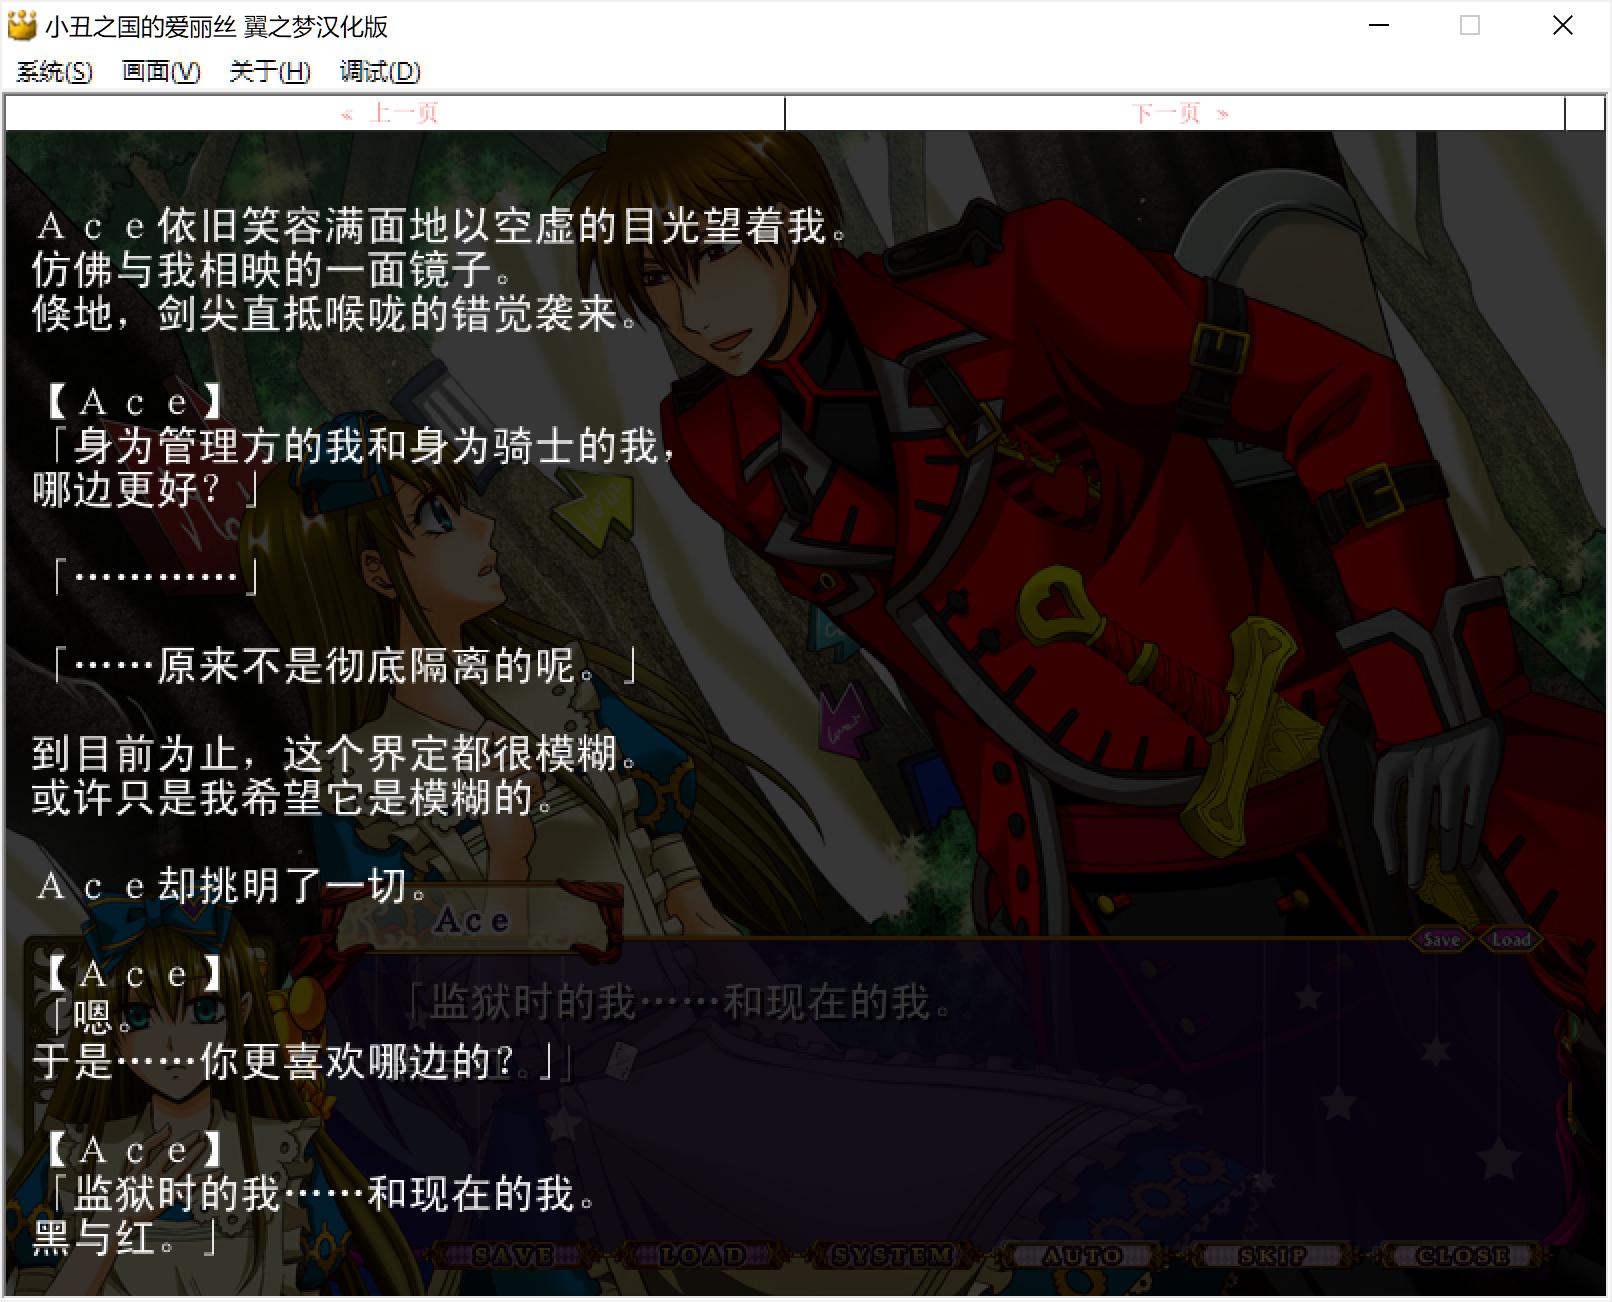 小丑之国的爱丽丝 翼之梦汉化版
系统(S) 画面(V) 关于(H) 调试(D)
« 上一页 下一页 »
Ａｃｅ依旧笑容满面地以空虚的目光望着我。
仿佛与我相映的一面镜子。
倏地，剑尖直抵喉咙的错觉袭来。
【Ａｃｅ】
「身为管理方的我和身为骑士的我，
哪边更好？」
「…………」
「……原来不是彻底隔离的呢。」
到目前为止，这个界定都很模糊。
或许只是我希望它是模糊的。
Ａｃｅ却挑明了一切。
Ace
Save Load
【Ａｃｅ】
「嗯。
于是……你更喜欢哪边的？」
「监狱时的我……和现在的我。
【Ａｃｅ】
「监狱时的我……和现在的我。
黑与红。」
SAVE LOAD SYSTEM AUTO SKIP CLOSE